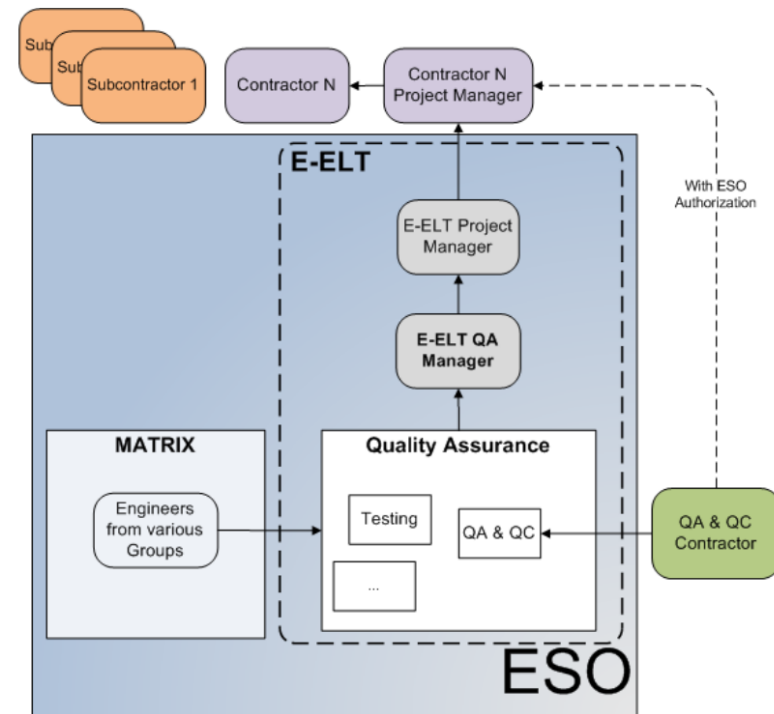 Sub
Sub
Subcontractor 1
Contractor N
Contractor N
Project Manager
E-ELT
With ESO
Authorization
E-ELT Project
Manager
E-ELT QA
Manager
MATRIX
Quality Assurance
Engineers
from various
Groups
Testing
QA & QC
QA & QC
Contractor
...
ESO